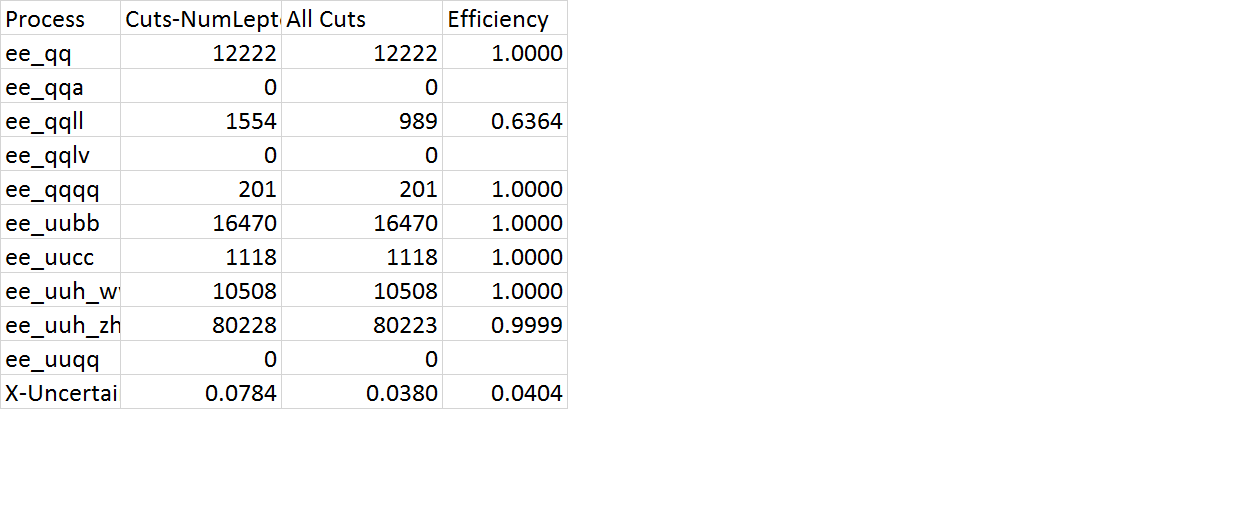 Process Cuts-NumLept All Cuts Efficiency
ee_qq 12222 12222 1.0000
ee_qqa 0 0
ee_qqll 1554 989 0.6364
ee_qqlv 0 0
ee_qqqq 201 201 1.0000
ee_uubb 16470 16470 1.0000
ee_uucc 1118 1118 1.0000
ee_uuh_w 10508 10508 1.0000
ee_uuh_zh 80228 80223 0.9999
ee_uuqq 0 0
X-Uncertai 0.0784 0.0380 0.0404